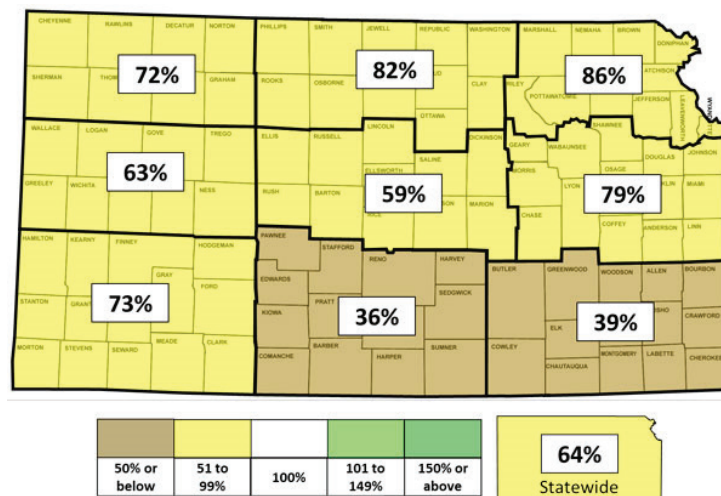 CHEYENNE RAWLINS DECATUR NORTON PHILLIPS SMITH JEWELL REPUBLIC WASHINGTON MARSHALL NEMAHA BROWN DONIPHAN
72% 82% 86%
SHERMAN GRAHAM ROOKS OSBORNE CLAY RILEY POTTAWATOMIE ATCHISON JEFFERSON LEAVENWORTH WYANDOTTE
OTTAWA
WALLACE LOGAN GOVE TREGO ELLIS RUSSELL LINCOLN DICKINSON GEARY WABAUNSEE SHAWNEE DOUGLAS JOHNSON
SALINE MORRIS OSAGE
63% ELLSWORTH 59% LYON 79% MIAMI
GREELEY WICHITA NESS RUSH BARTON RICE MARION CHASE COFFEY ANDERSON LINN
HAMILTON KEARNY FINNEY HODGEMAN PAWNEE STAFFORD RENO HARVEY BUTLER GREENWOOD WOODSON ALLEN BOURBON
GRAY FORD EDWARDS SEDGWICK
STANTON 73% KIOWA PRATT 36% ELK 39% CRAWFORD
MORTON STEVENS SEWARD MEADE CLARK COMANCHE BARBER HARPER SUMNER COWLEY CHAUTAUQUA MONTGOMERY LABETTE CHEROKEE
50% or below
51 to 99%
100%
101 to 149%
150% or above
64%
Statewide